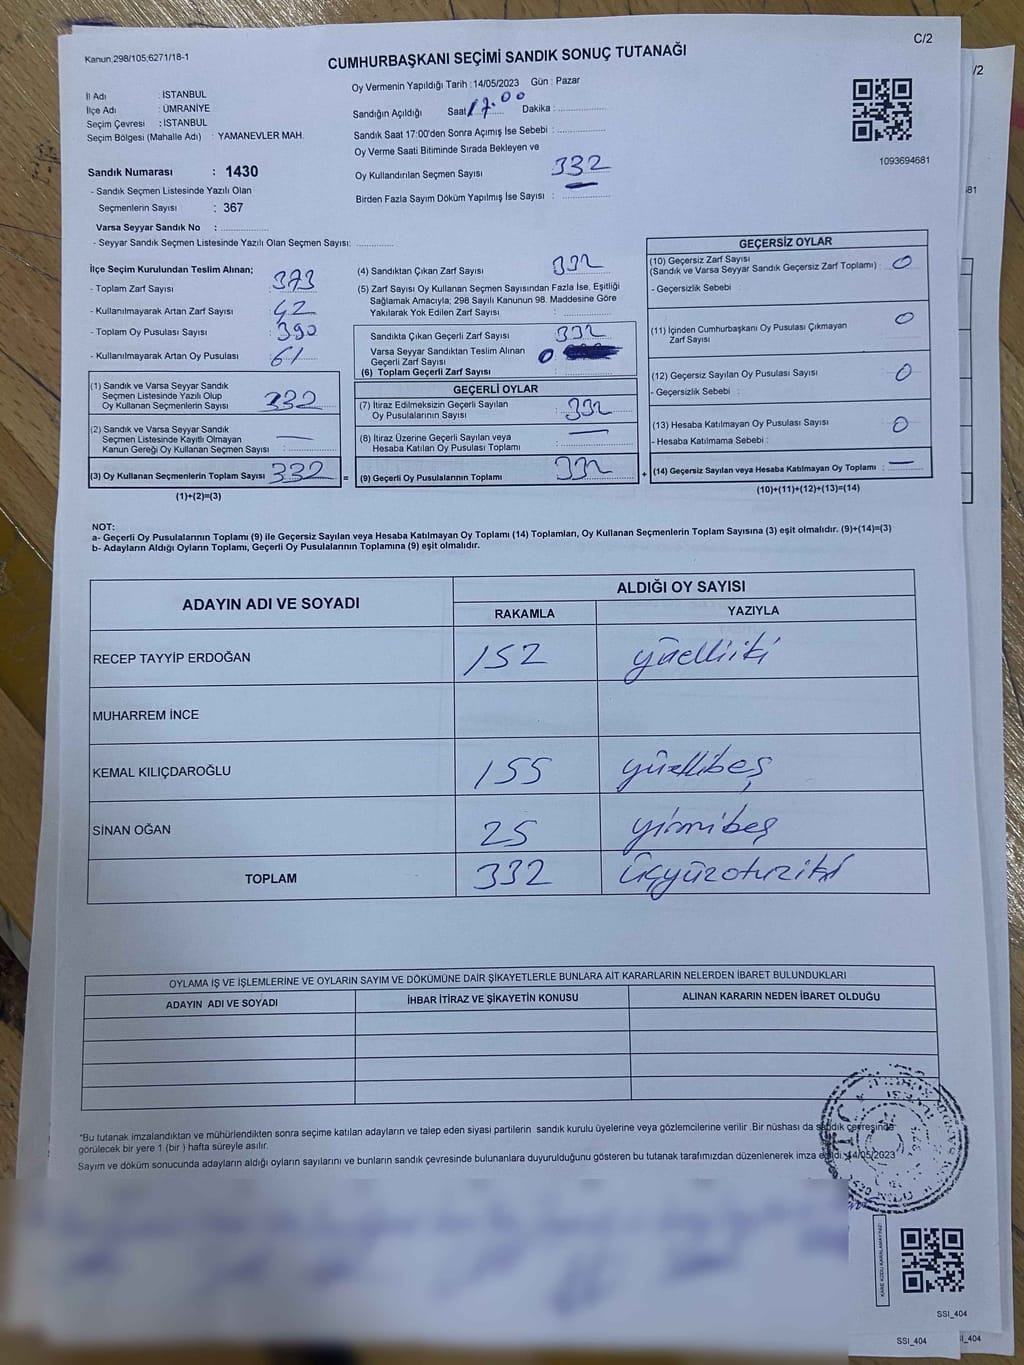 C/2
Kanun:298/105;6271/18-1
CUMHURBAŞKANI SEÇİMİ SANDIK SONUÇ TUTANAĞI
İl Adı : İSTANBUL
İlçe Adı : ÜMRANİYE
Seçim Çevresi : İSTANBUL
Seçim Bölgesi (Mahalle Adı) : YAMANEVLER MAH.
Oy Vermenin Yapıldığı Tarih : 14/05/2023 Gün : Pazar
Sandığın Açıldığı Saat 17.00 Dakika :
Sandık Saat 17:00'den Sonra Açımış İse Sebebi :
Oy Verme Saati Bitiminde Sırada Bekleyen ve
Oy Kullandırılan Seçmen Sayısı 332
Birden Fazla Sayım Döküm Yapılmış İse Sayısı :
1093694681
Sandık Numarası : 1430
- Sandık Seçmen Listesinde Yazılı Olan
Seçmenlerin Sayısı : 367
Varsa Seyyar Sandık No :
- Seyyar Sandık Seçmen Listesinde Yazılı Olan Seçmen Sayısı:
İlçe Seçim Kurulundan Teslim Alınan;
- Toplam Zarf Sayısı 373
- Kullanılmayarak Artan Zarf Sayısı 42
- Toplam Oy Pusulası Sayısı 390
- Kullanılmayarak Artan Oy Pusulası 61
(1) Sandık ve Varsa Seyyar Sandık
Seçmen Listesinde Yazılı Olup
Oy Kullanan Seçmenlerin Sayısı 332
(2) Sandık ve Varsa Seyyar Sandık
Seçmen Listesinde Kayıtlı Olmayan
Kanun Gereği Oy Kullanan Seçmen Sayısı : —
(3) Oy Kullanan Seçmenlerin Toplam Sayısı 332 =
(1)+(2)=(3)
(4) Sandıktan Çıkan Zarf Sayısı 332
(5) Zarf Sayısı Oy Kullanan Seçmen Sayısından Fazla İse, Eşitliği
Sağlamak Amacıyla; 298 Sayılı Kanunun 98. Maddesine Göre
Yakılarak Yok Edilen Zarf Sayısı :
Sandıkta Çıkan Geçerli Zarf Sayısı 332
Varsa Seyyar Sandıktan Teslim Alınan
Geçerli Zarf Sayısı 0
(6) Toplam Geçerli Zarf Sayısı :
GEÇERLİ OYLAR
(7) İtiraz Edilmeksizin Geçerli Sayılan
Oy Pusulalarının Sayısı 332
(8) İtiraz Üzerine Geçerli Sayılan veya
Hesaba Katılan Oy Pusulası Toplamı : —
(9) Geçerli Oy Pusulalarının Toplamı 332 +
GEÇERSİZ OYLAR
(10) Geçersiz Zarf Sayısı
(Sandık ve Varsa Seyyar Sandık Geçersiz Zarf Toplamı) : 0
- Geçersizlik Sebebi :
(11) İçinden Cumhurbaşkanı Oy Pusulası Çıkmayan
Zarf Sayısı 0
(12) Geçersiz Sayılan Oy Pusulası Sayısı : 0
- Geçersizlik Sebebi :
(13) Hesaba Katılmayan Oy Pusulası Sayısı : 0
- Hesaba Katılmama Sebebi :
(14) Geçersiz Sayılan veya Hesaba Katılmayan Oy Toplamı : —
(10)+(11)+(12)+(13)=(14)
NOT:
a- Geçerli Oy Pusulalarının Toplamı (9) ile Geçersiz Sayılan veya Hesaba Katılmayan Oy Toplamı (14) Toplamları, Oy Kullanan Seçmenlerin Toplam Sayısına (3) eşit olmalıdır. (9)+(14)=(3)
b- Adayların Aldığı Oyların Toplamı, Geçerli Oy Pusulalarının Toplamına (9) eşit olmalıdır.
ADAYIN ADI VE SOYADI
ALDIĞI OY SAYISI
RAKAMLA YAZIYLA
RECEP TAYYİP ERDOĞAN 152 yüzelliiki
MUHARREM İNCE
KEMAL KILIÇDAROĞLU 155 yüzellibeş
SİNAN OĞAN 25 yirmibeş
TOPLAM 332 üçyüzotuziki
OYLAMA İŞ VE İŞLEMLERİNE VE OYLARIN SAYIM VE DÖKÜMÜNE DAİR ŞİKAYETLERLE BUNLARA AİT KARARLARIN NELERDEN İBARET BULUNDUKLARI
ADAYIN ADI VE SOYADI İHBAR İTİRAZ VE ŞİKAYETİN KONUSU ALINAN KARARIN NEDEN İBARET OLDUĞU
*Bu tutanak imzalandıktan ve mühürlendikten sonra seçime katılan adayların ve talep eden siyasi partilerin sandık kurulu üyelerine veya gözlemcilerine verilir .Bir nüshası da sandık çevresinde
görülecek bir yere 1 (bir ) hafta süreyle asılır.
Sayım ve döküm sonucunda adayların aldığı oyların sayılarını ve bunların sandık çevresinde bulunanlara duyurulduğunu gösteren bu tutanak tarafımızdan düzenlenerek imza edildi. 14/05/2023
KARE KODU KARALAMAYINIZ!
SSI_404
SSI_404